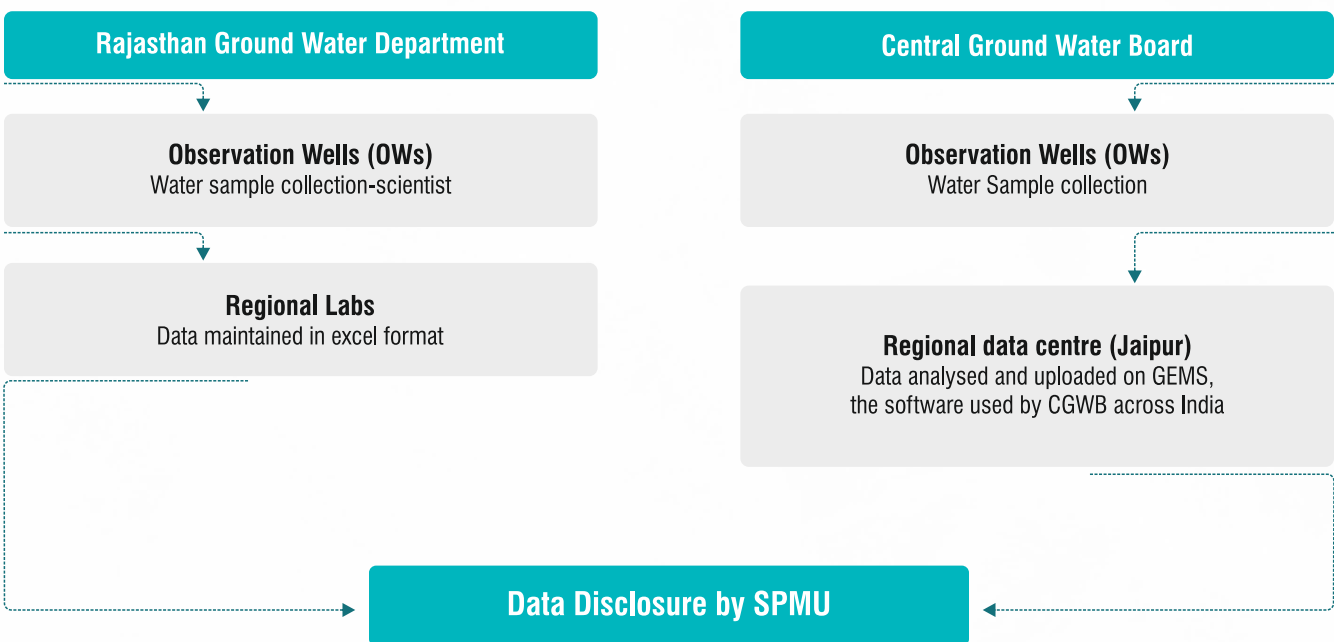 Rajasthan Ground Water Department
Observation Wells (OWs)
Water sample collection-scientist
Regional Labs
Data maintained in excel format
Central Ground Water Board
Observation Wells (OWs)
Water Sample collection
Regional data centre (Jaipur)
Data analysed and uploaded on GEMS,
the software used by CGWB across India
Data Disclosure by SPMU